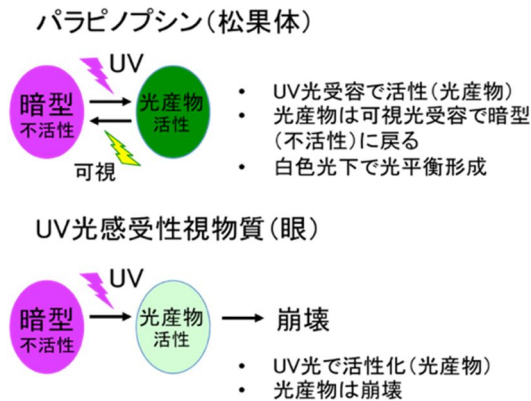 パラピノプシン（松果体）
UV
暗型
不活性
光産物
活性
可視
• UV光受容で活性（光産物）
• 光産物は可視光受容で暗型
（不活性）に戻る
• 白色光下で光平衡形成
UV光感受性視物質（眼）
UV
暗型
不活性
光産物
活性
崩壊
• UV光で活性化（光産物）
• 光産物は崩壊